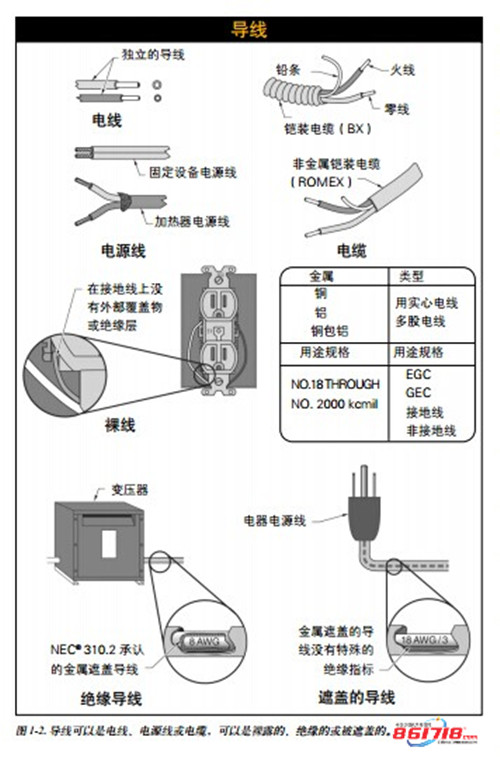 导线
独立的导线
电线
铅条
火线
零线
铠装电缆（BX）
固定设备电源线
加热器电源线
电源线
非金属铠装电缆
（ROMEX）
电缆
在接地线上没
有外部覆盖物
或绝缘层
裸线
金属
类型
铜
铝
铜包铝
用实心电线
多股电线
用途规格
用途规格
NO.18 THROUGH
NO. 2000 kcmil
EGC
GEC
接地线
非接地线
变压器
8 AWG
NEC® 310.2 承认
的金属遮盖导线
绝缘导线
电器电源线
18 AWG/3
金属遮盖的导
线没有特殊的
绝缘指标
遮盖的导线
图 1-2. 导线可以是电线、电源线或电缆。可以是裸露的、绝缘的或被遮盖的。
861718.com